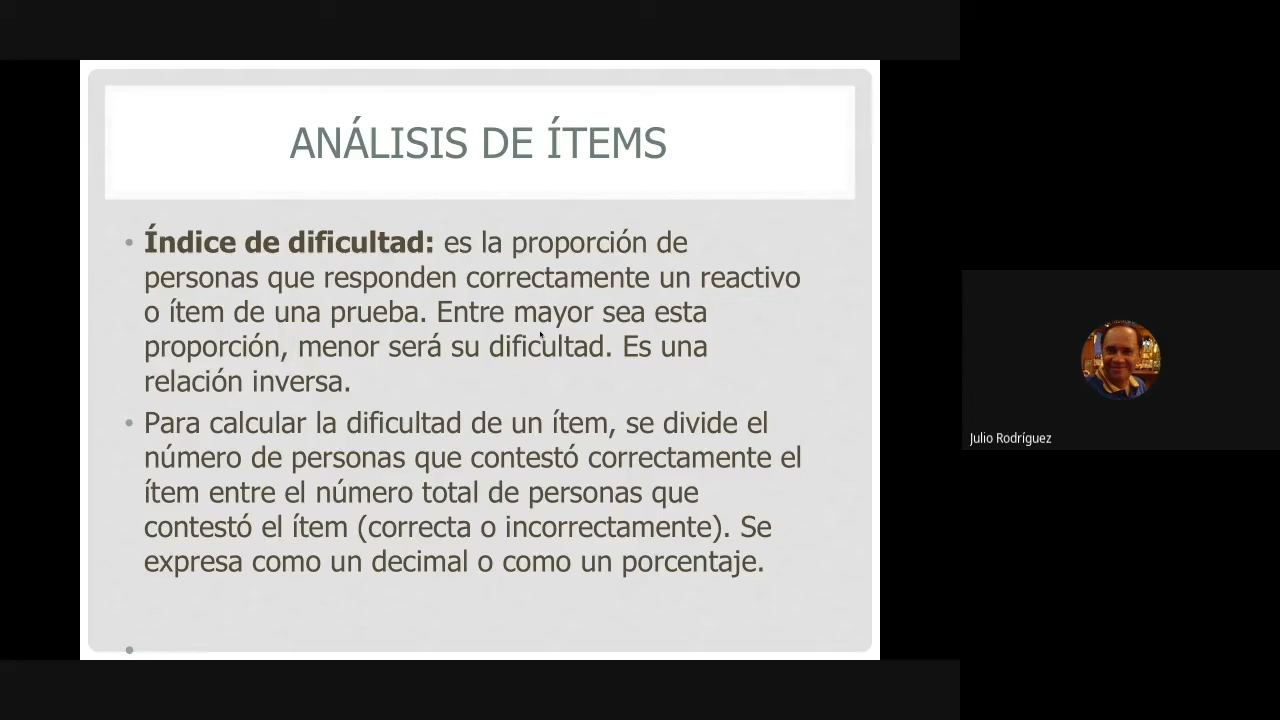 ANÁLISIS DE ÍTEMS
• Índice de dificultad: es la proporción de
personas que responden correctamente un reactivo
o ítem de una prueba. Entre mayor sea esta
proporción, menor será su dificultad. Es una
relación inversa.
• Para calcular la dificultad de un ítem, se divide el
número de personas que contestó correctamente el
ítem entre el número total de personas que
contestó el ítem (correcta o incorrectamente). Se
expresa como un decimal o como un porcentaje.
Julio Rodríguez